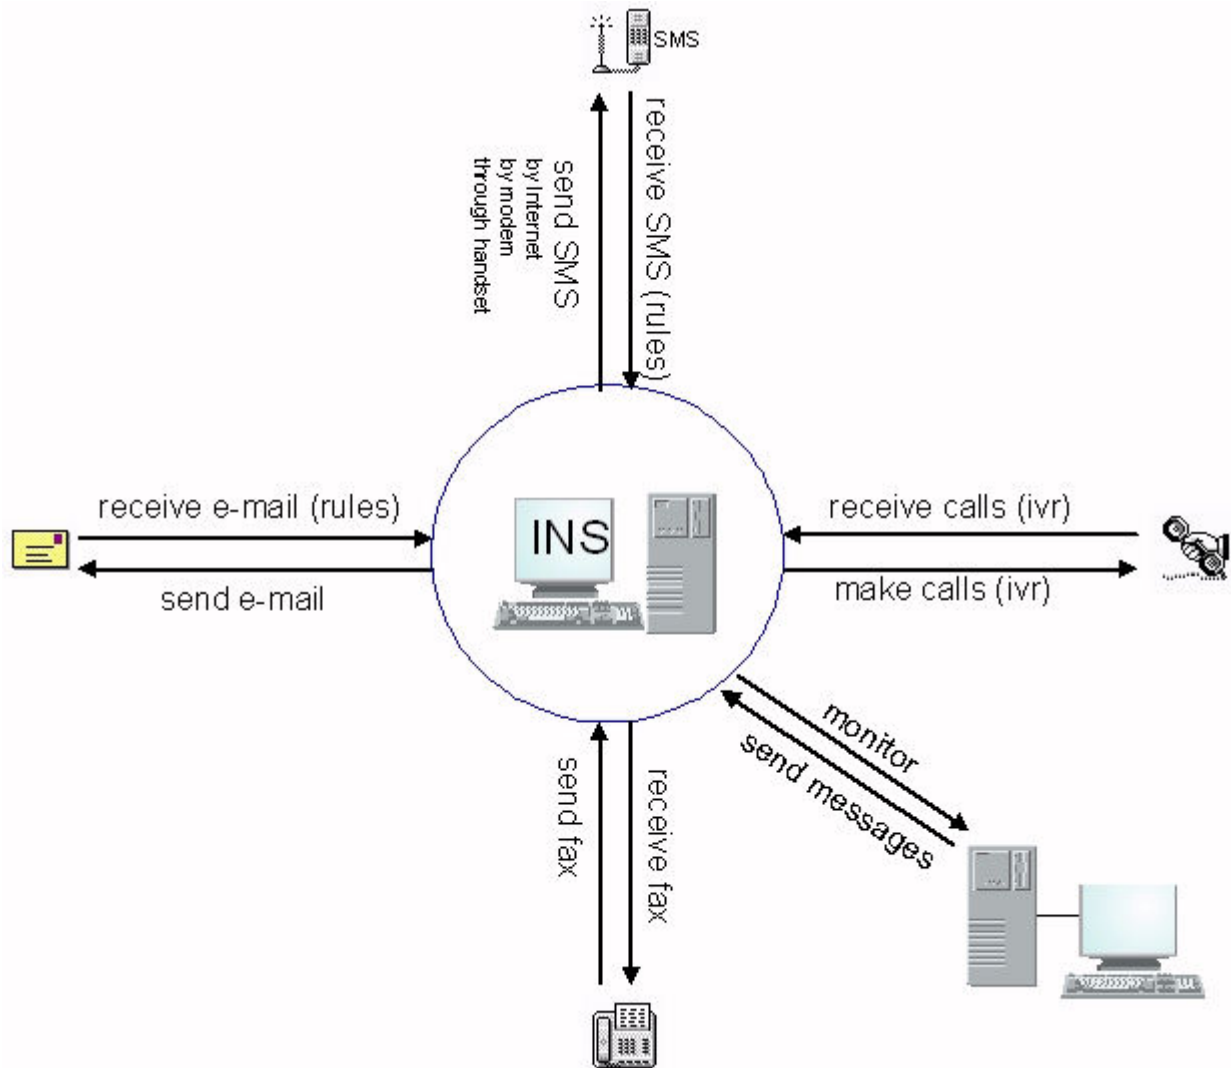 SMS
send SMS
by Internet
by modem
through handset
receive SMS (rules)
receive e-mail (rules)
send e-mail
INS
receive calls (ivr)
make calls (ivr)
monitor
send messages
send fax
receive fax